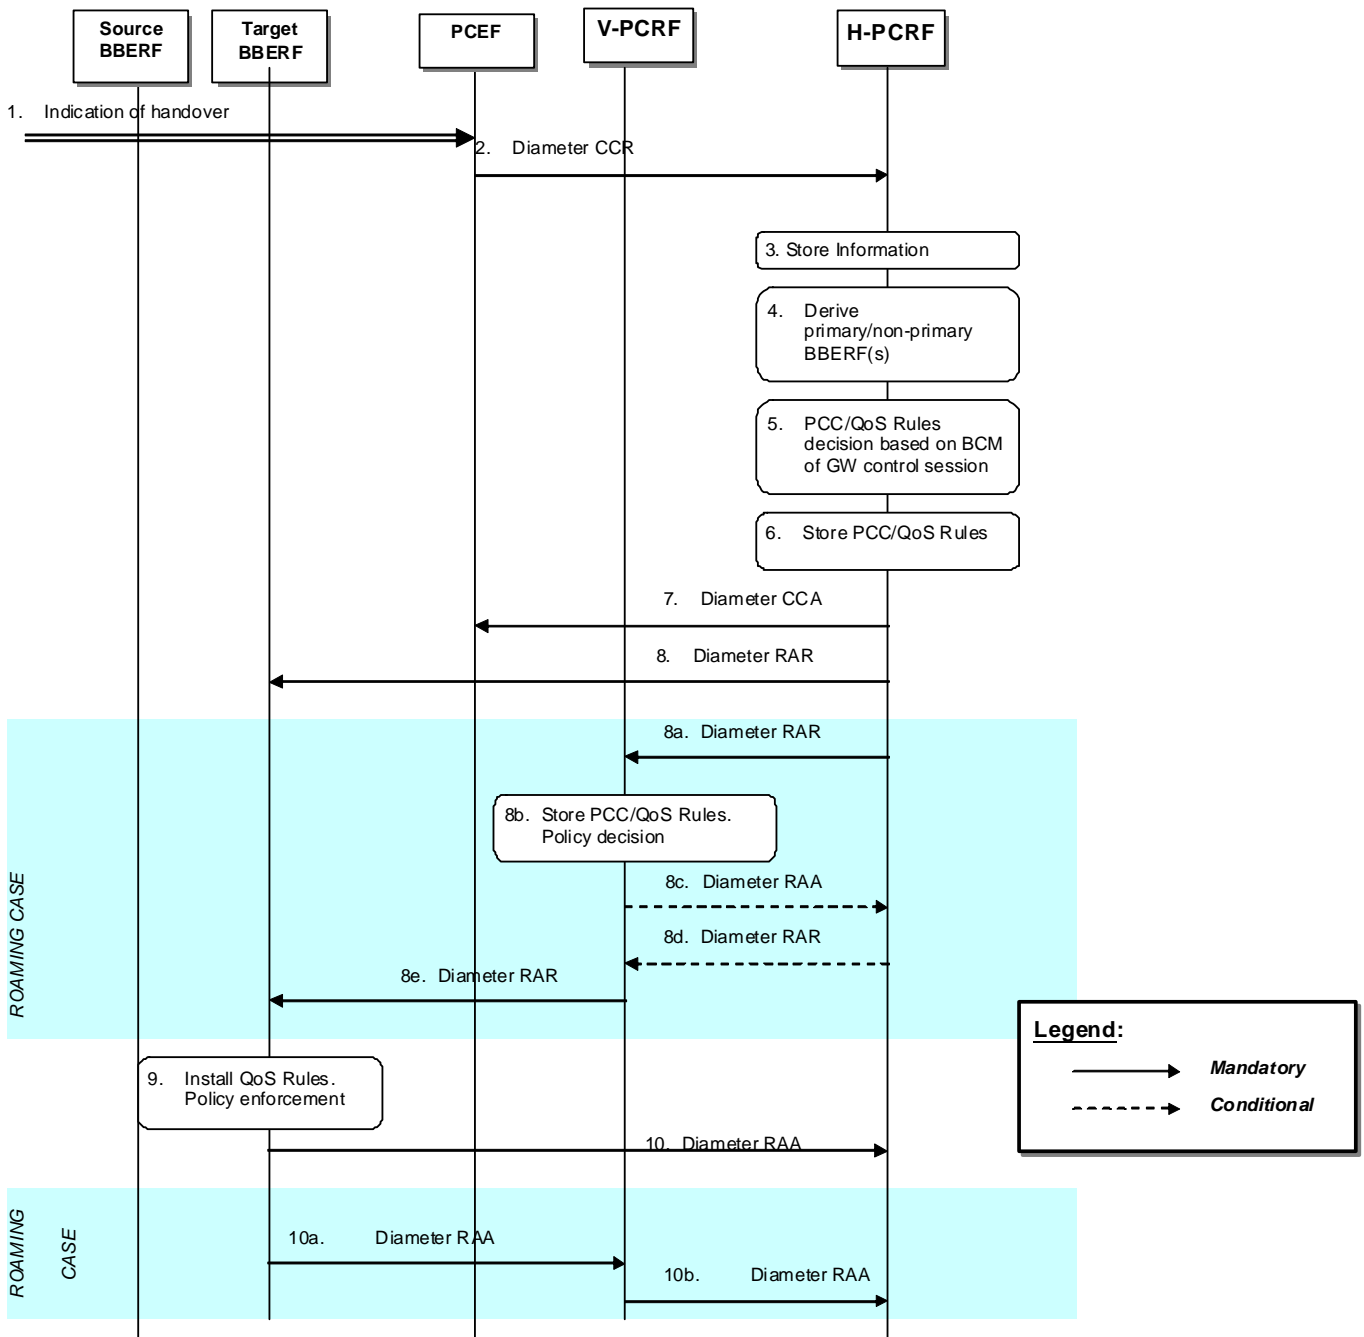 Source
BBERF
Target
BBERF
PCEF
V-PCRF
H-PCRF
1. Indication of handover
2. Diameter CCR
3. Store Information
4. Derive
primary/non-primary
BBERF(s)
5. PCC/QoS Rules
decision based on BCM
of GW control session
6. Store PCC/QoS Rules
7. Diameter CCA
8. Diameter RAR
8a. Diameter RAR
8b. Store PCC/QoS Rules.
Policy decision
8c. Diameter RAA
8d. Diameter RAR
8e. Diameter RAR
ROAMING CASE
Legend:
Mandatory
Conditional
9. Install QoS Rules.
Policy enforcement
10. Diameter RAA
ROAMING
CASE
10a. Diameter RAA
10b. Diameter RAA